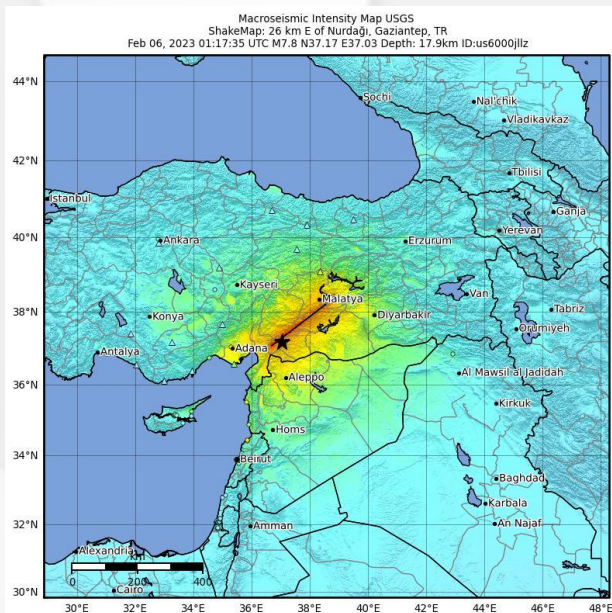 Macroseismic Intensity Map USGS
ShakeMap: 26 km E of Nurdağı, Gaziantep, TR
Feb 06, 2023 01:17:35 UTC M7.8 N37.17 E37.03 Depth: 17.9km ID:us6000jllz
44°N
Sochi
Nal'chik
Vladikavkaz
42°N
Tbilisi
Istanbul
Ganja
40°N
Ankara
Erzurum
Yerevan
Kayseri
Malatya
Van
38°N
Konya
Diyarbakir
Tabriz
Orumiyeh
Antalya
Adana
36°N
Aleppo
Al Mawsil al Jadidah
Kirkuk
34°N
Homs
Beirut
Baghdad
Karbala
32°N
Amman
An Najaf
Alexandria
km
0 200 400
30°N
Cairo
30°E 32°E 34°E 36°E 38°E 40°E 42°E 44°E 46°E 48°E